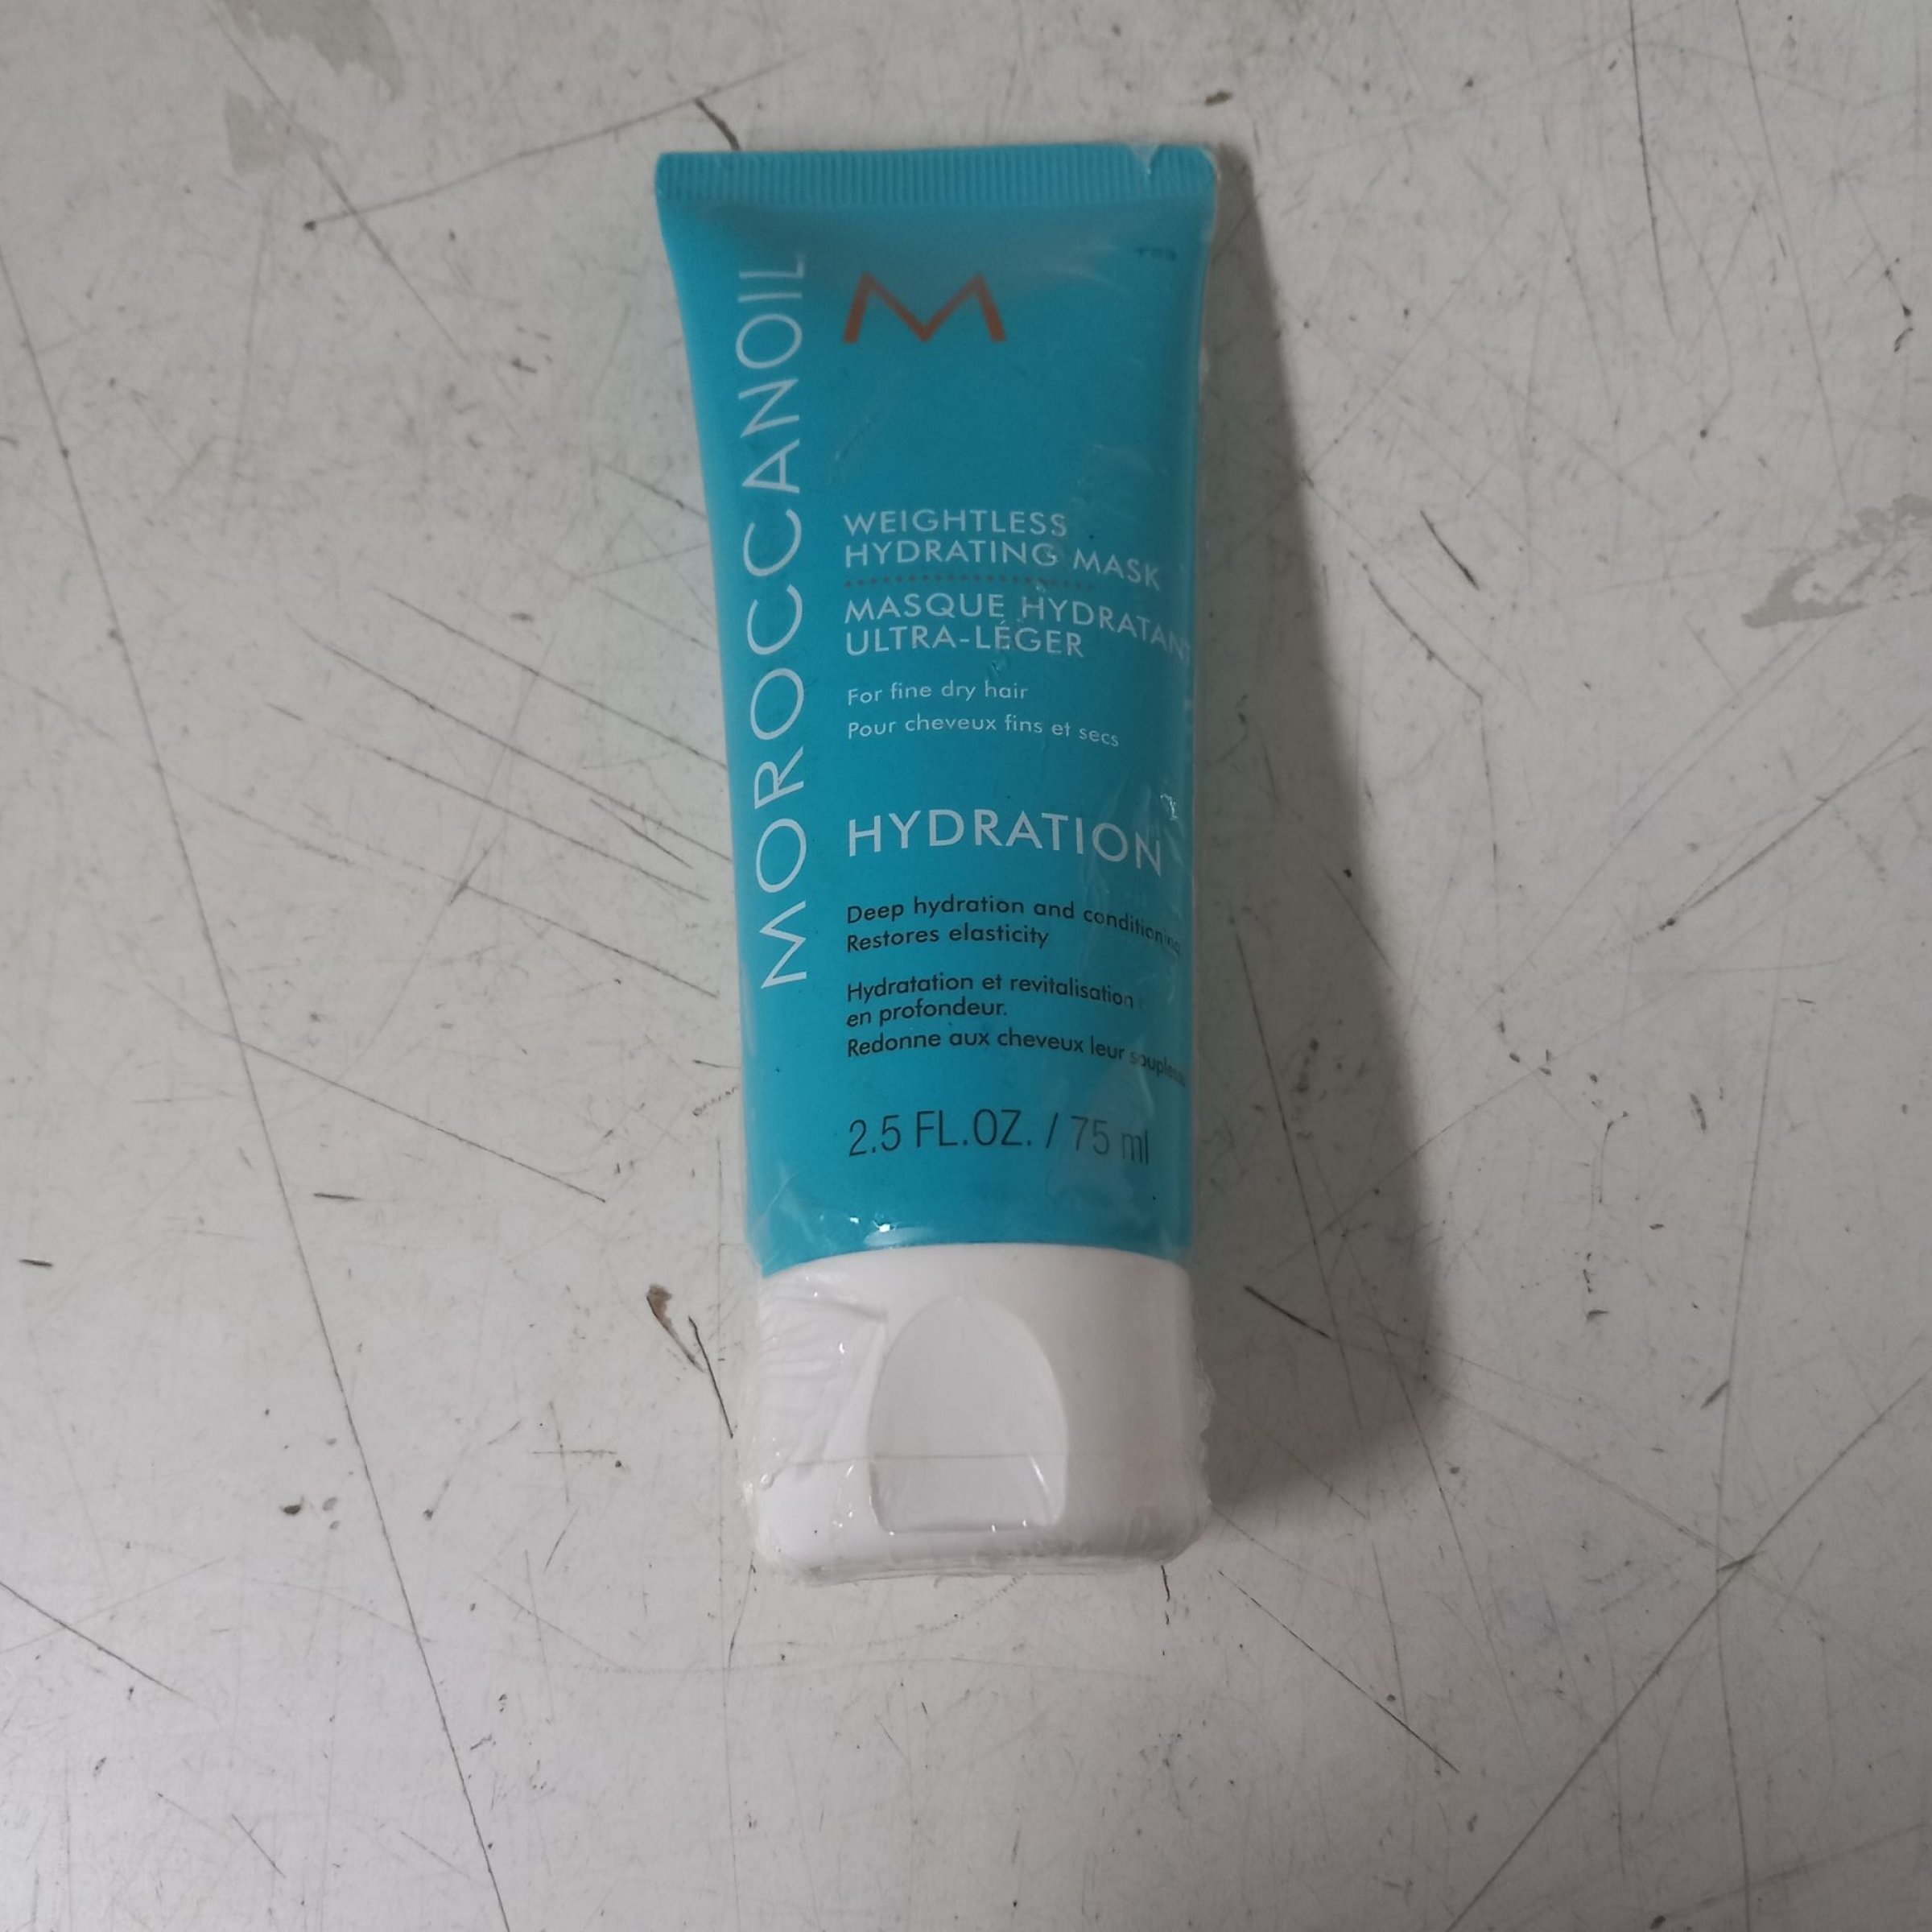 MOROCCANOIL
M
WEIGHTLESS
HYDRATING MASK
MASQUE HYDRATANT
ULTRA-LÉGER
For fine dry hair
Pour cheveux fins et secs
HYDRATION
Deep hydration and conditioning
Restores elasticity
Hydratation et revitalisation
en profondeur.
Redonne aux cheveux leur souplesse
2.5 FL.OZ. / 75 ml